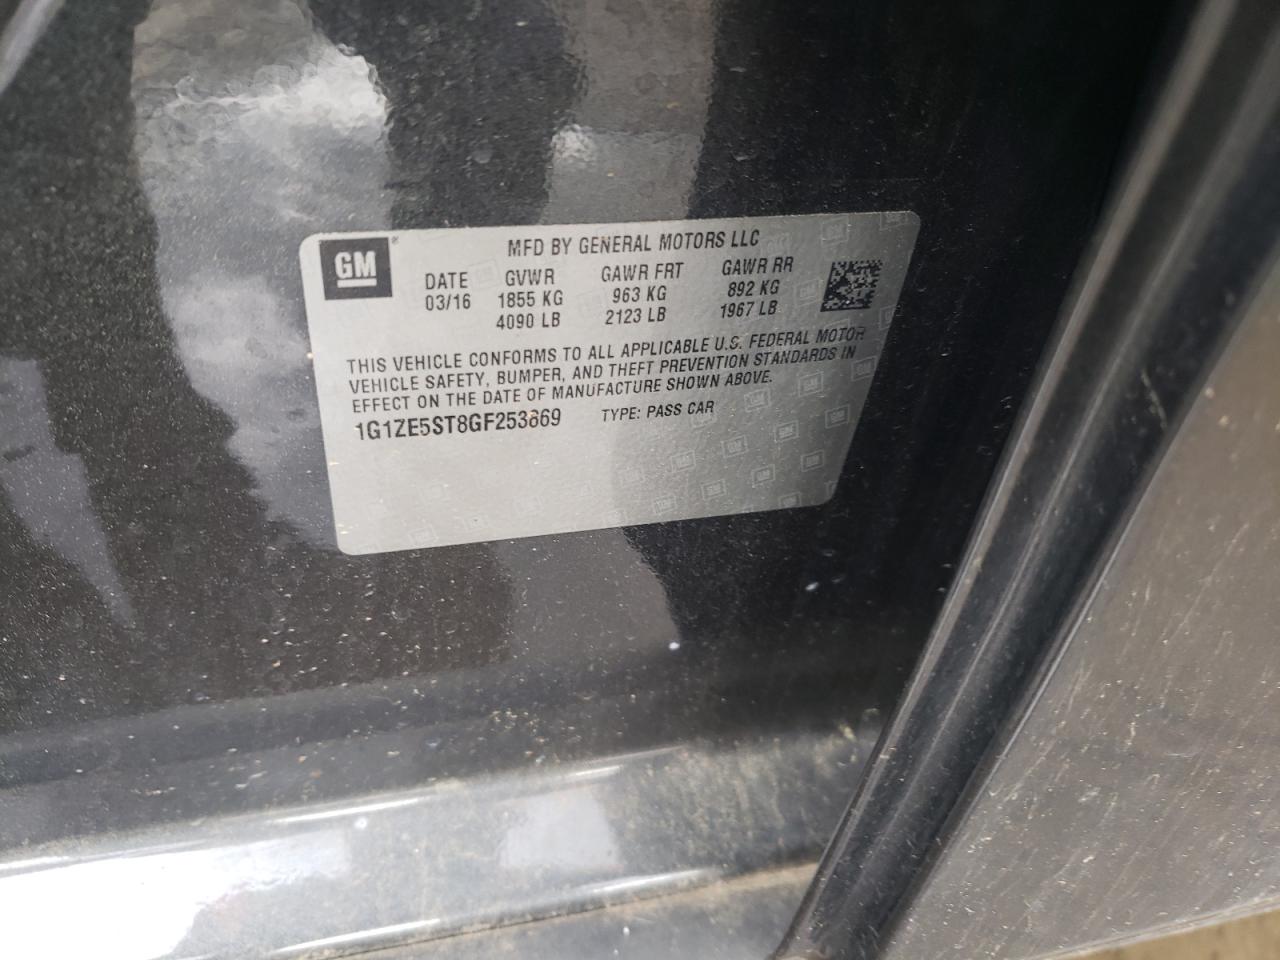 GM
MFD BY GENERAL MOTORS LLC
DATE GVWR GAWR FRT GAWR RR
03/16 1855 KG 963 KG 892 KG
4090 LB 2123 LB 1967 LB
THIS VEHICLE CONFORMS TO ALL APPLICABLE U.S. FEDERAL MOTOR
VEHICLE SAFETY, BUMPER, AND THEFT PREVENTION STANDARDS IN
EFFECT ON THE DATE OF MANUFACTURE SHOWN ABOVE.
1G1ZE5ST8GF253869 TYPE: PASS CAR